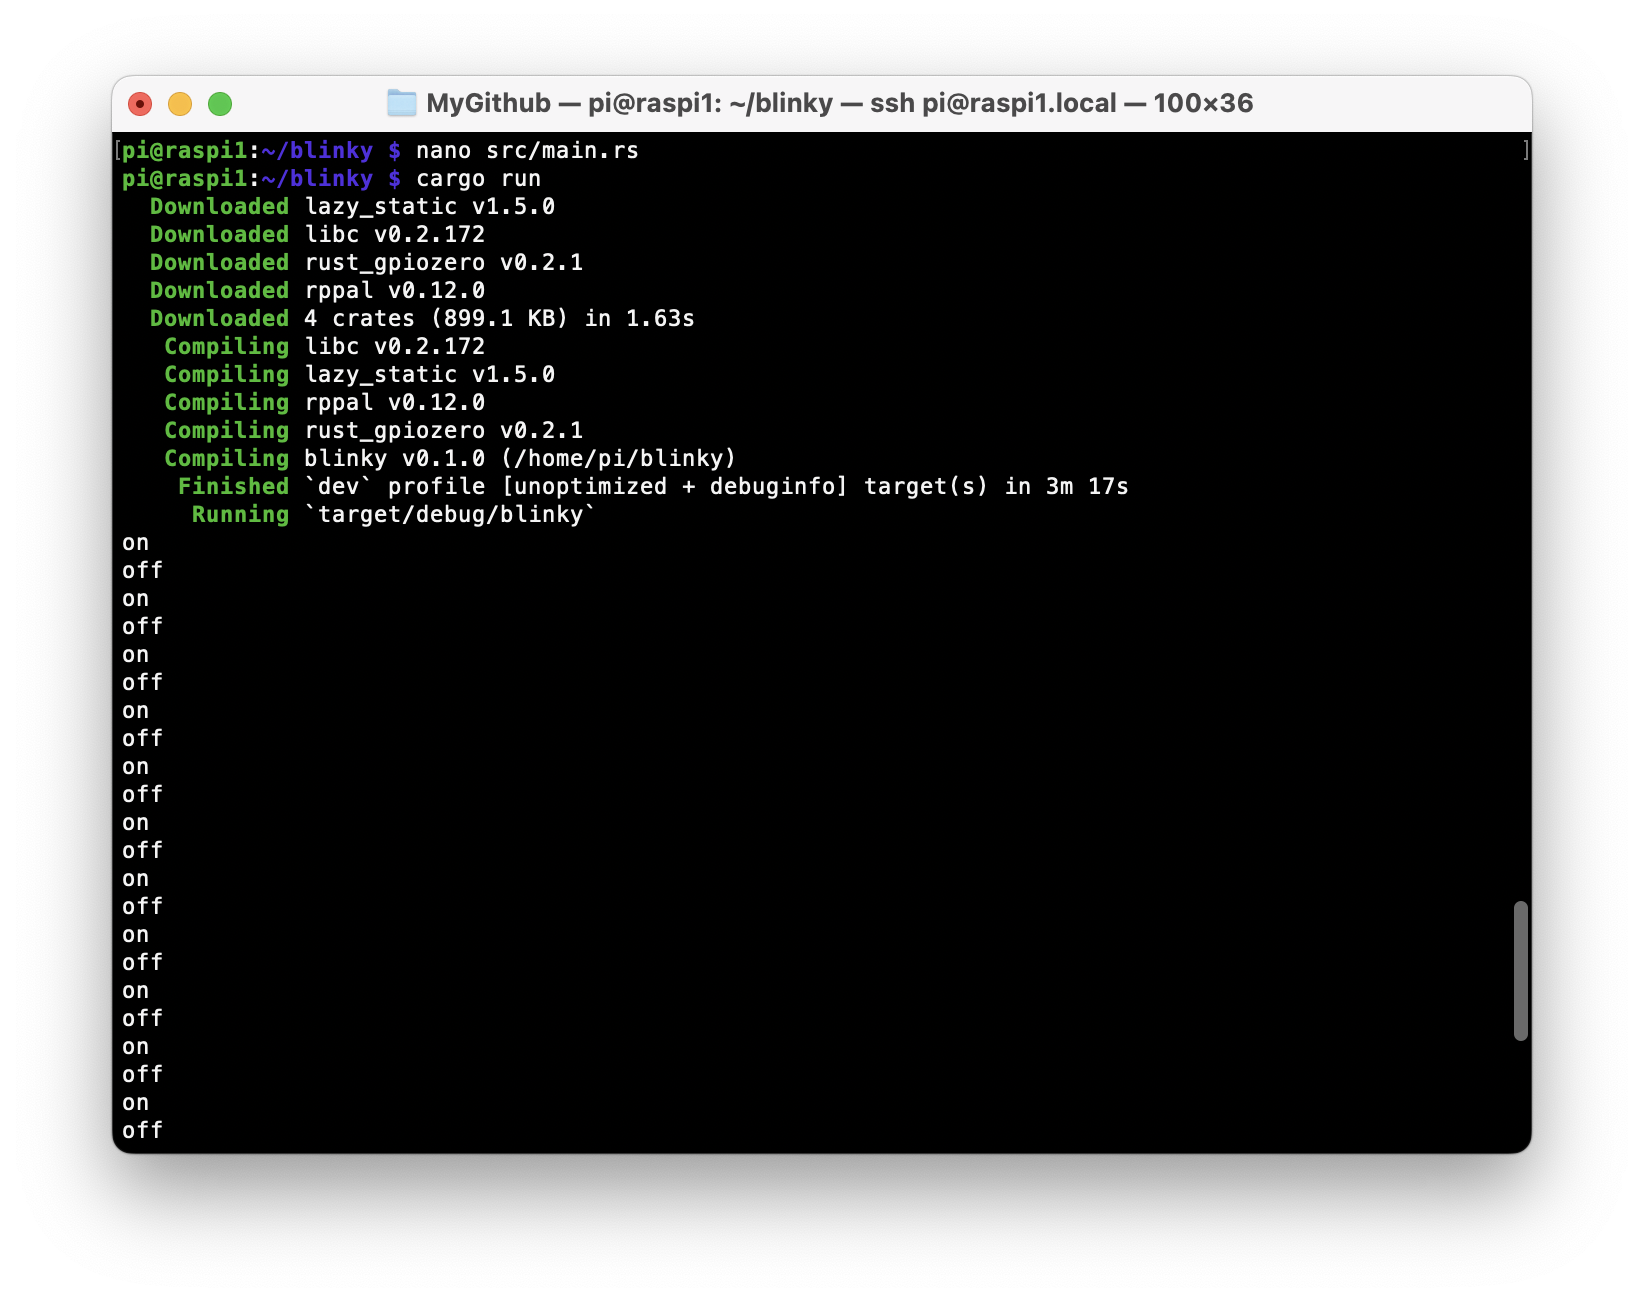 MyGithub — pi@raspi1: ~/blinky — ssh pi@raspi1.local — 100×36
[pi@raspi1:~/blinky $ nano src/main.rs ]
pi@raspi1:~/blinky $ cargo run
  Downloaded lazy_static v1.5.0
  Downloaded libc v0.2.172
  Downloaded rust_gpiozero v0.2.1
  Downloaded rppal v0.12.0
  Downloaded 4 crates (899.1 KB) in 1.63s
   Compiling libc v0.2.172
   Compiling lazy_static v1.5.0
   Compiling rppal v0.12.0
   Compiling rust_gpiozero v0.2.1
   Compiling blinky v0.1.0 (/home/pi/blinky)
    Finished `dev` profile [unoptimized + debuginfo] target(s) in 3m 17s
     Running `target/debug/blinky`
on
off
on
off
on
off
on
off
on
off
on
off
on
off
on
off
on
off
on
off
on
off